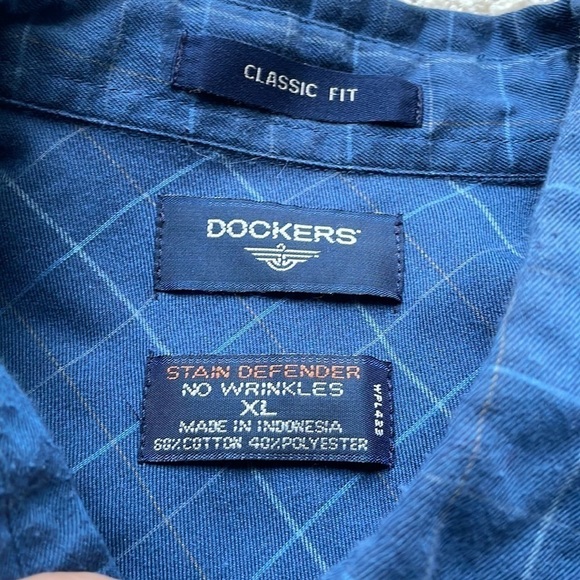 CLASSIC FIT
DOCKERS
STAIN DEFENDER
NO WRINKLES
XL
MADE IN INDONESIA
60% COTTON 40% POLYESTER
WPL423